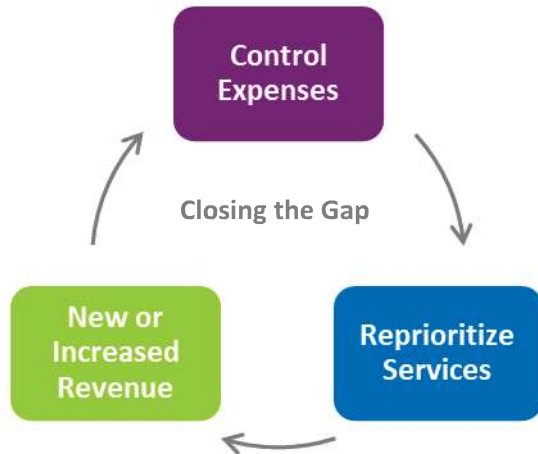 Control
Expenses
Closing the Gap
New or
Increased
Revenue
Reprioritize
Services